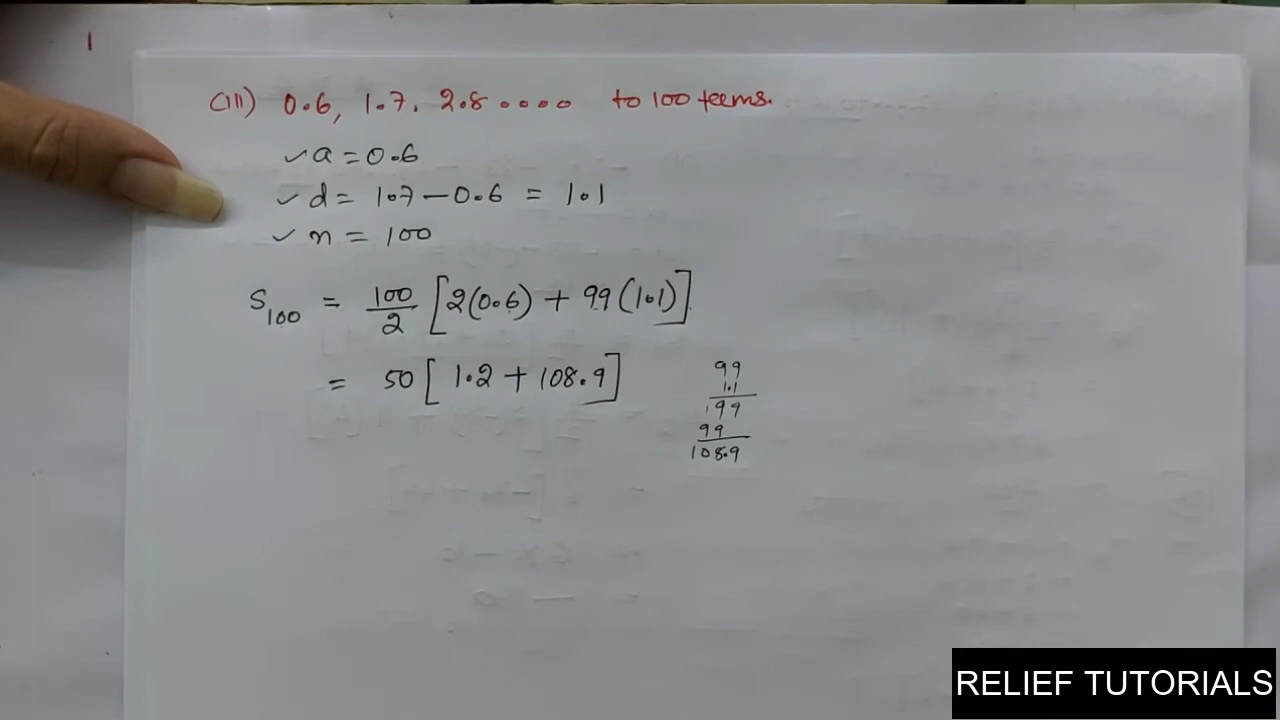 (iii) 0.6, 1.7, 2.8 .... to 100 terms.
a = 0.6
d = 1.7 - 0.6 = 1.1
n = 100
S100 = 100/2 [2(0.6) + 99(1.1)]
= 50 [1.2 + 108.9]
99
1.1
199
99
108.9
RELIEF TUTORIALS